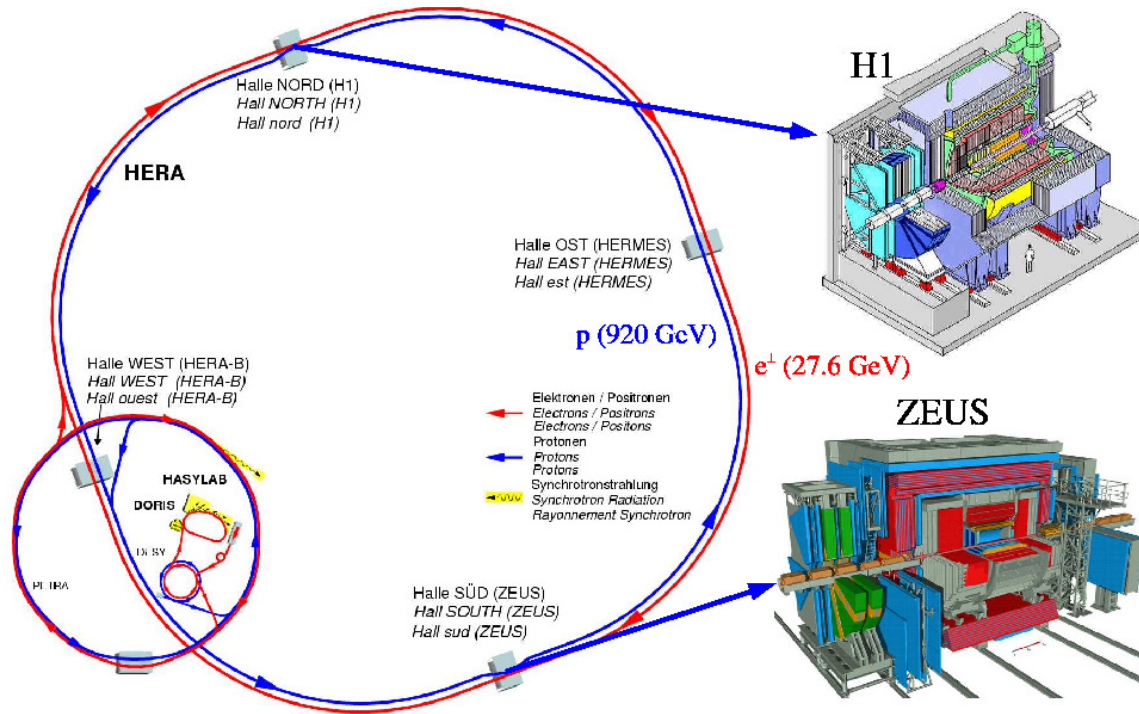 Halle NORD (H1)
Hall NORTH (H1)
Hall nord (H1)
H1
HERA
Halle OST (HERMES)
Hall EAST (HERMES)
Hall est (HERMES)
p (920 GeV)
e± (27.6 GeV)
Halle WEST (HERA-B)
Hall WEST (HERA-B)
Hall ouest (HERA-B)
Elektronen / Positronen
Electrons / Positrons
Electrons / Positons
Protonen
Protons
Protons
Synchrotronstrahlung
Synchrotron Radiation
Rayonnement Synchrotron
ZEUS
HASYLAB
DORIS
DESY
PETRA
Halle SÜD (ZEUS)
Hall SOUTH (ZEUS)
Hall sud (ZEUS)